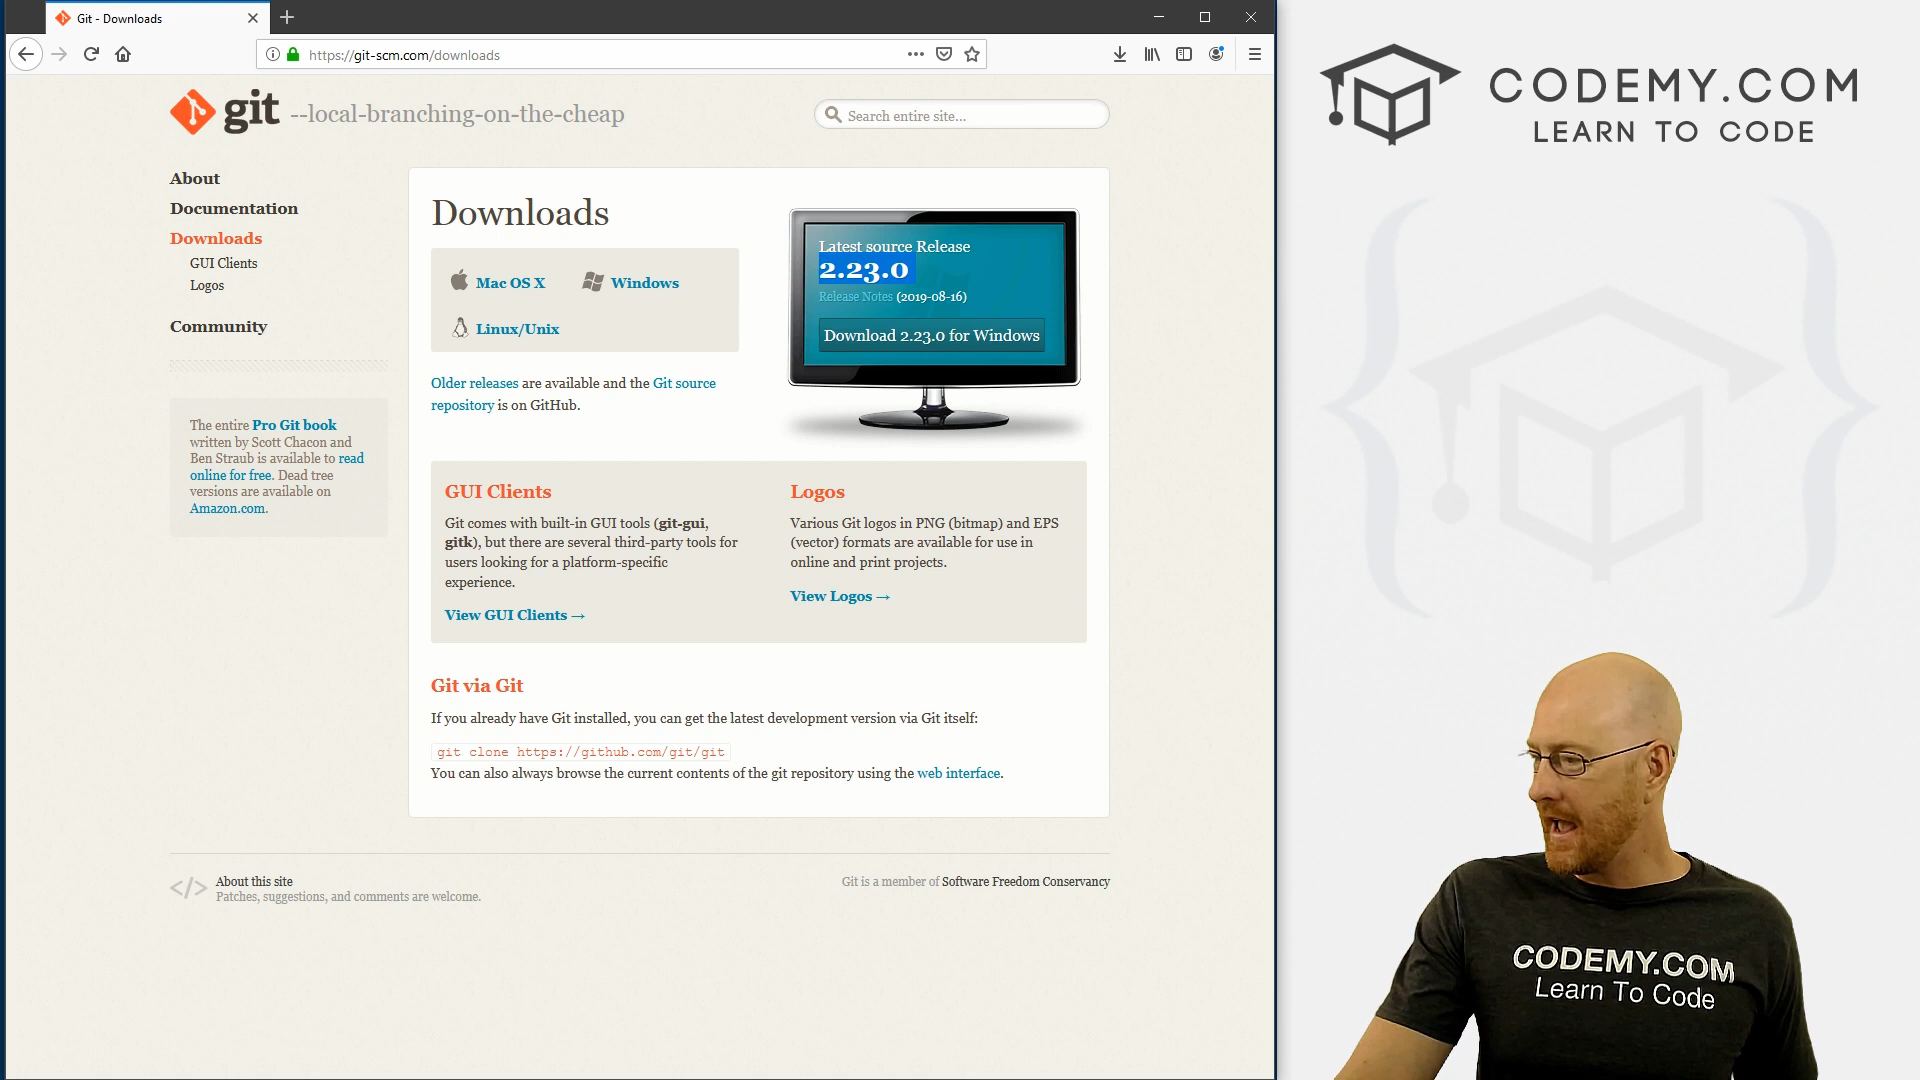 Git - Downloads
https://git-scm.com/downloads
git --local-branching-on-the-cheap
Search entire site...
About
Documentation
Downloads
GUI Clients
Logos
Community
The entire Pro Git book
written by Scott Chacon and
Ben Straub is available to read
online for free. Dead tree
versions are available on
Amazon.com.
Downloads
Mac OS X
Windows
Linux/Unix
Older releases are available and the Git source
repository is on GitHub.
Latest source Release
2.23.0
Release Notes (2019-08-16)
Download 2.23.0 for Windows
GUI Clients
Git comes with built-in GUI tools (git-gui,
gitk), but there are several third-party tools for
users looking for a platform-specific
experience.
View GUI Clients →
Logos
Various Git logos in PNG (bitmap) and EPS
(vector) formats are available for use in
online and print projects.
View Logos →
Git via Git
If you already have Git installed, you can get the latest development version via Git itself:
git clone https://github.com/git/git
You can also always browse the current contents of the git repository using the web interface.
</> About this site
Patches, suggestions, and comments are welcome.
Git is a member of Software Freedom Conservancy
CODEMY.COM
LEARN TO CODE
CODEMY.COM
Learn To Code